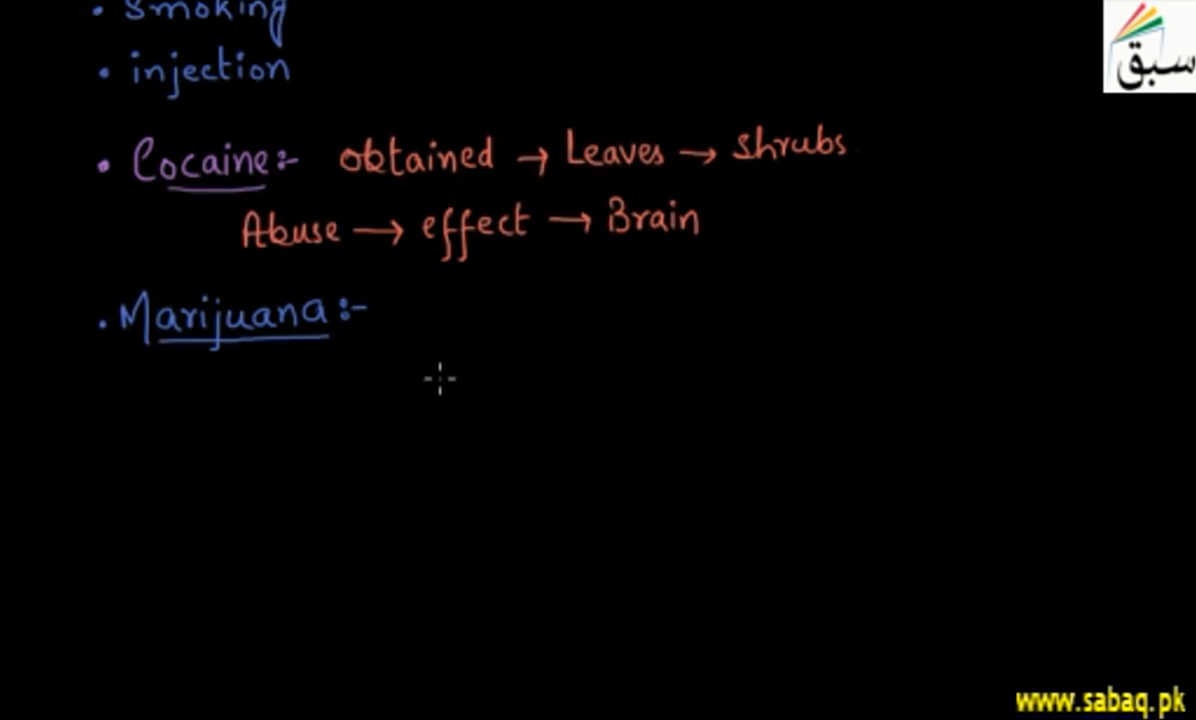 • smoking
• injection
سبق
• Cocaine:- obtained → Leaves → shrubs
Abuse → effect → Brain
• Marijuana:-
www.sabaq.pk